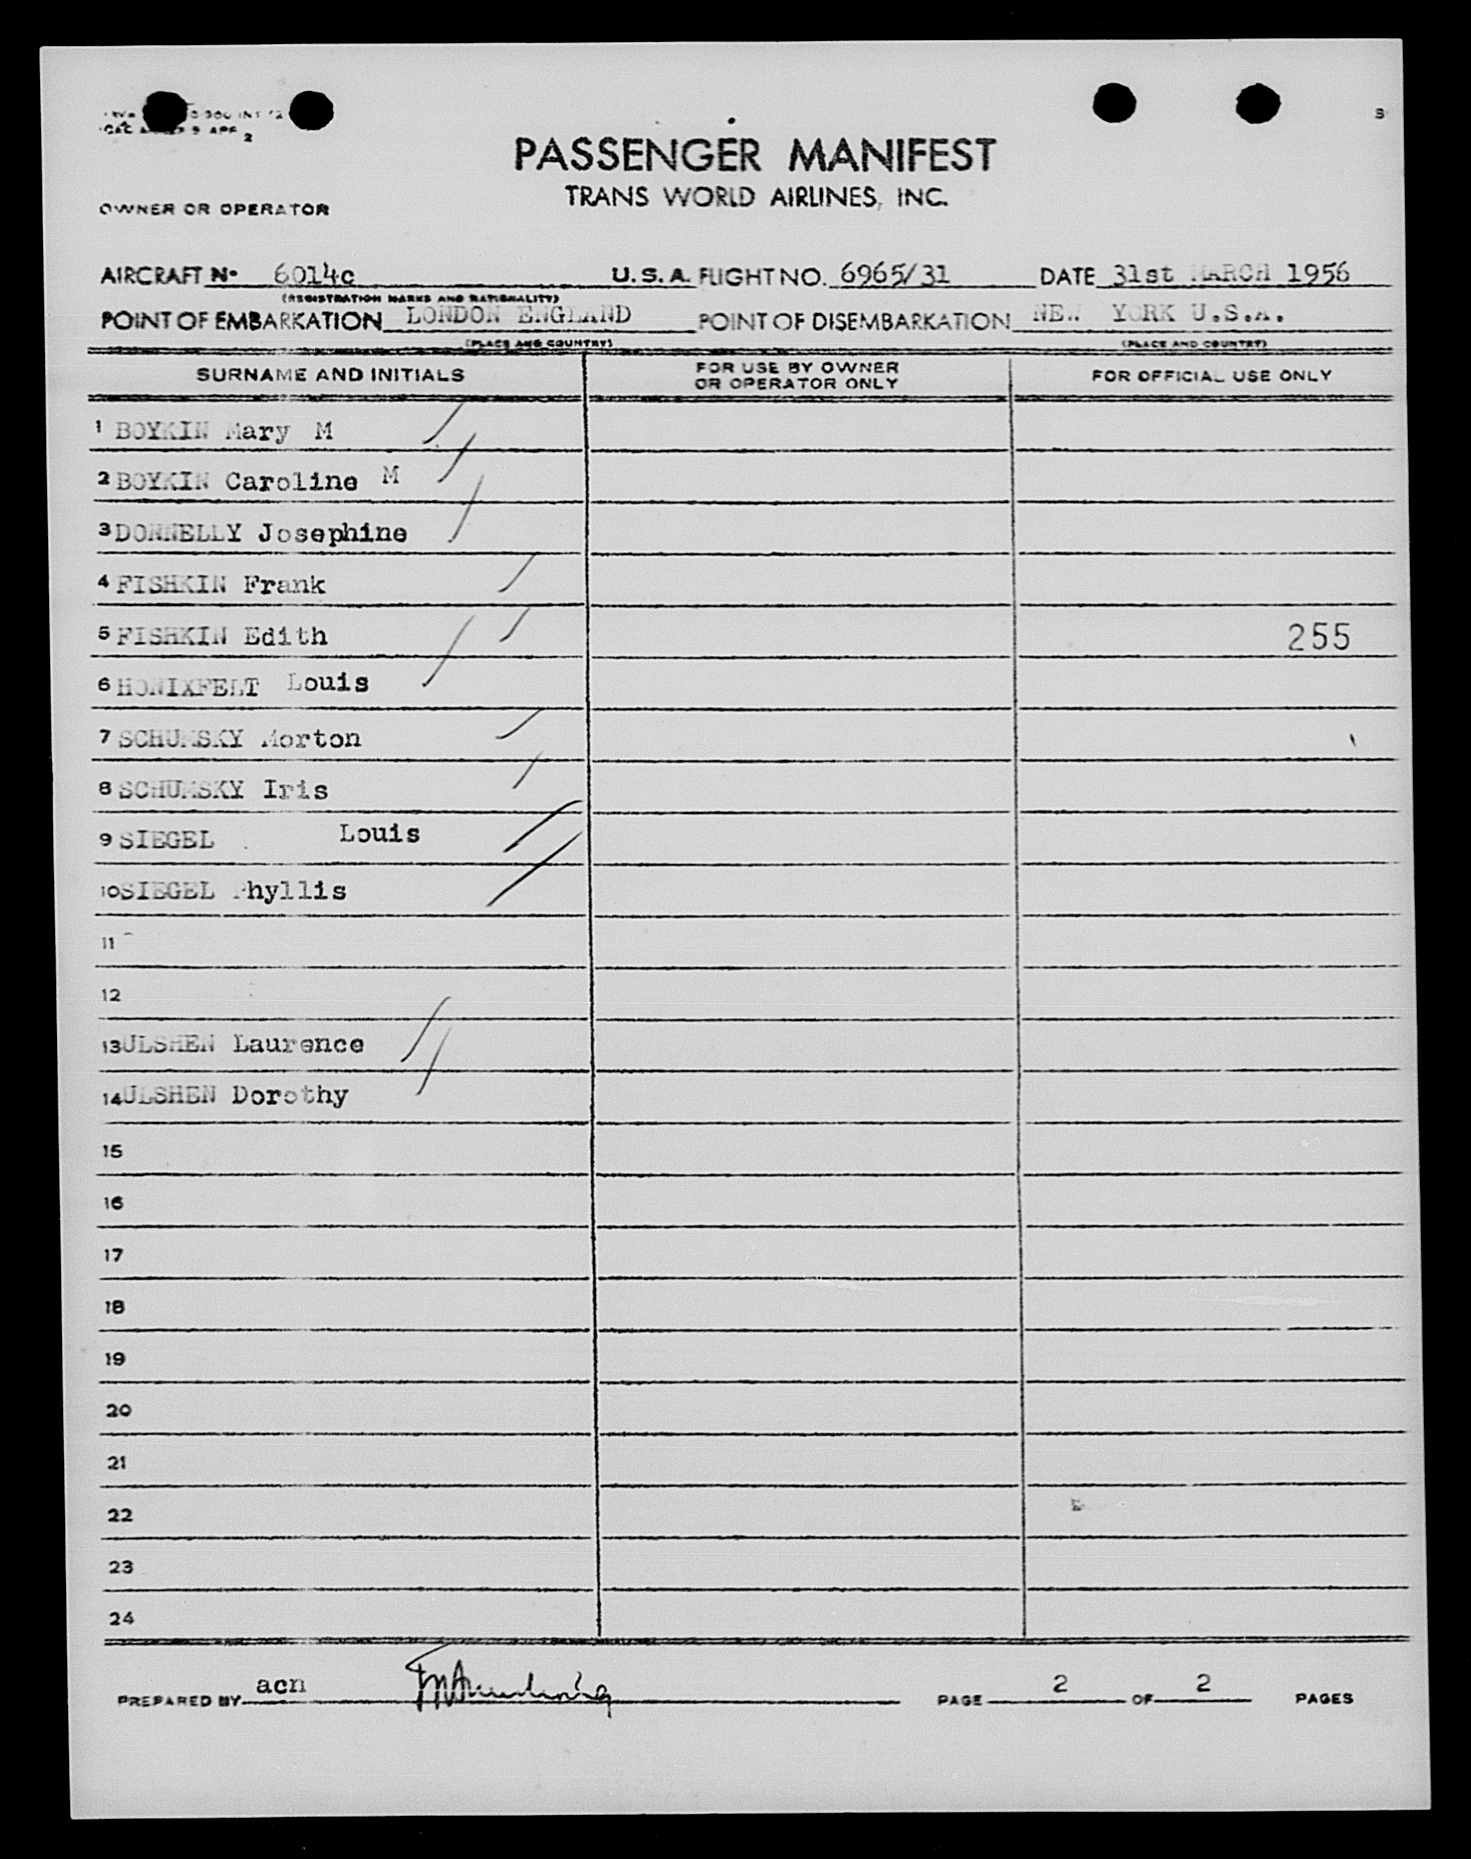 PASSENGER MANIFEST
TRANS WORLD AIRLINES, INC.
OWNER OR OPERATOR
AIRCRAFT No 6014c U.S.A. FLIGHT NO. 6965/31 DATE 31st MARCH 1956
(REGISTRATION MARKS AND NATIONALITY)
POINT OF EMBARKATION LONDON ENGLAND POINT OF DISEMBARKATION NEW YORK U.S.A.
(PLACE AND COUNTRY) (PLACE AND COUNTRY)
SURNAME AND INITIALS FOR USE BY OWNER OR OPERATOR ONLY FOR OFFICIAL USE ONLY
1 BOYKIN Mary M
2 BOYKIN Caroline M
3 DONNELLY Josephine
4 FISHKIN Frank
5 FISHKIN Edith 255
6 HONIXFELT Louis
7 SCHUMSKY Morton
8 SCHUMSKY Iris
9 SIEGEL Louis
10 SIEGEL Phyllis
11
12
13 ULSHEN Laurence
14 ULSHEN Dorothy
15
16
17
18
19
20
21
22
23
24
PREPARED BY acn PAGE 2 OF 2 PAGES